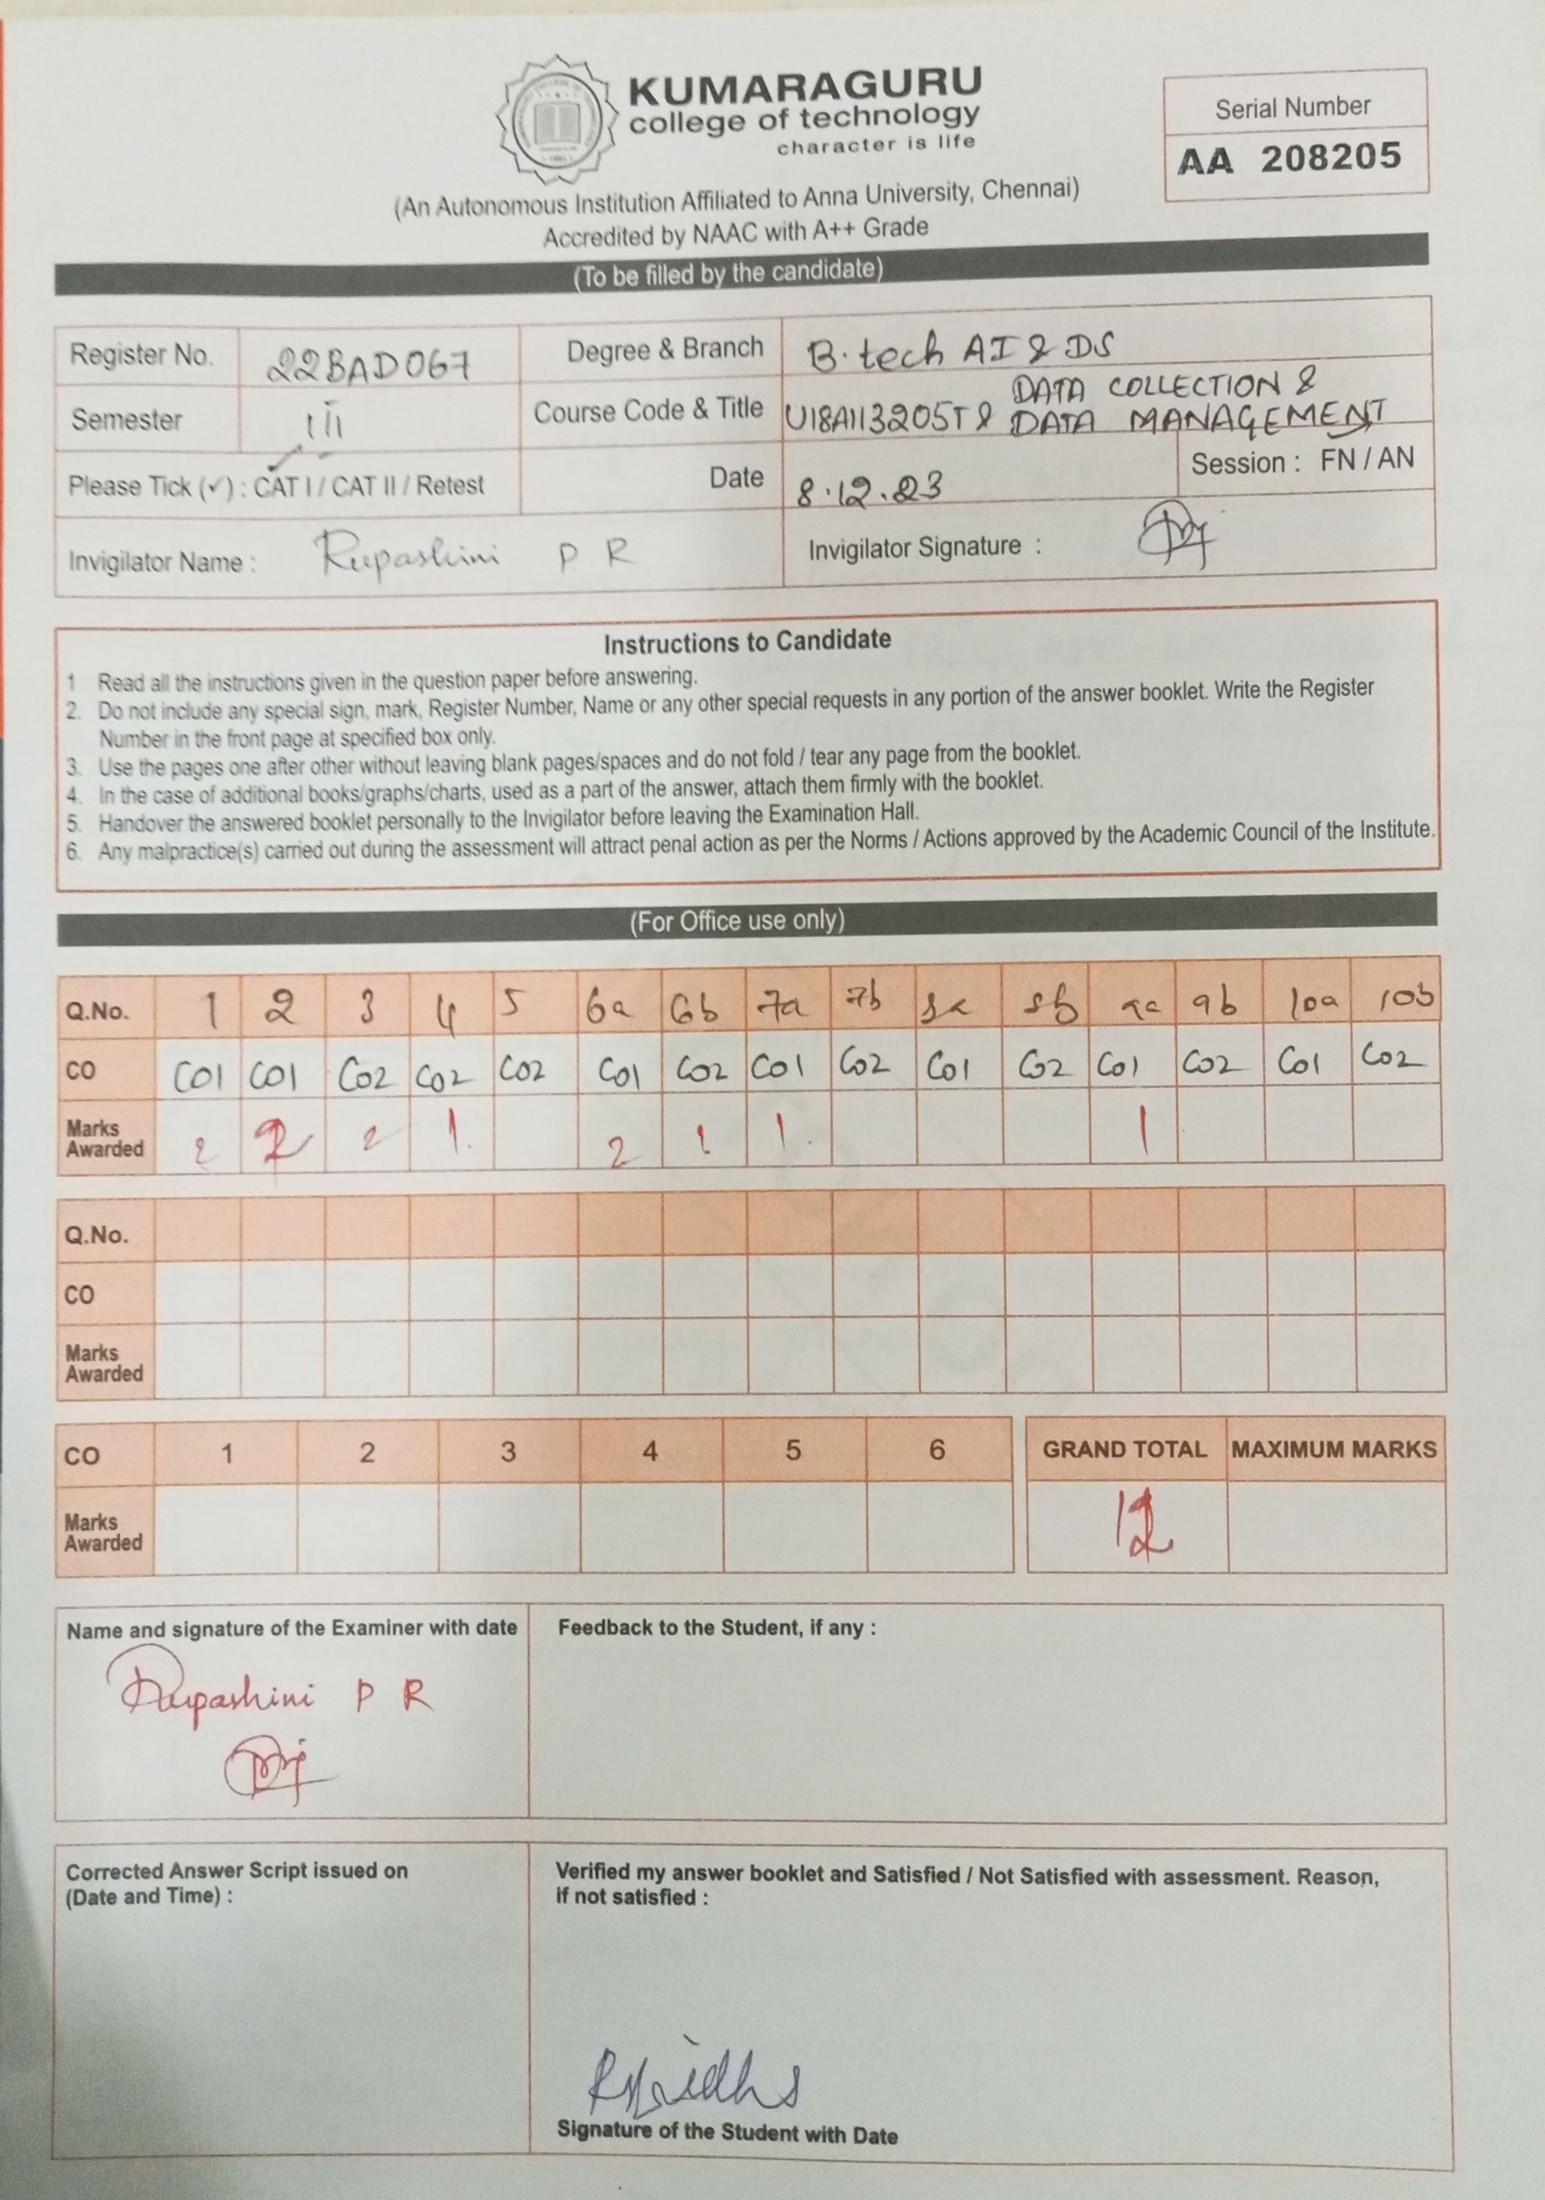 KUMARAGURU
college of technology
character is life
Serial Number
AA 208205
(An Autonomous Institution Affiliated to Anna University, Chennai)
Accredited by NAAC with A++ Grade
(To be filled by the candidate)
Register No. 22BAD067 Degree & Branch B.tech AI & DS
Semester III Course Code & Title U18AII3205T & DATA COLLECTION & DATA MANAGEMENT
Please Tick (✓) : CAT I / CAT II / Retest Date 8.12.23 Session : FN / AN
Invigilator Name : Rupashini P R Invigilator Signature :
Instructions to Candidate
1 Read all the instructions given in the question paper before answering.
2. Do not include any special sign, mark, Register Number, Name or any other special requests in any portion of the answer booklet. Write the Register
Number in the front page at specified box only.
3. Use the pages one after other without leaving blank pages/spaces and do not fold / tear any page from the booklet.
4. In the case of additional books/graphs/charts, used as a part of the answer, attach them firmly with the booklet.
5. Handover the answered booklet personally to the Invigilator before leaving the Examination Hall.
6. Any malpractice(s) carried out during the assessment will attract penal action as per the Norms / Actions approved by the Academic Council of the Institute.
(For Office use only)
Q.No. 1 2 3 4 5 6a 6b 7a 7b 8a 8b 9a 9b 10a 10b
CO CO1 CO1 CO2 CO2 CO2 CO1 CO2 CO1 CO2 CO1 CO2 CO1 CO2 CO1 CO2
Marks Awarded 2 2 2 1. 2 1 1. 1
Q.No.
CO
Marks
Awarded
CO 1 2 3 4 5 6 GRAND TOTAL MAXIMUM MARKS
Marks Awarded 12
Name and signature of the Examiner with date Feedback to the Student, if any :
Rupashini P R
Corrected Answer Script issued on
(Date and Time) :
Verified my answer booklet and Satisfied / Not Satisfied with assessment. Reason,
if not satisfied :
Signature of the Student with Date